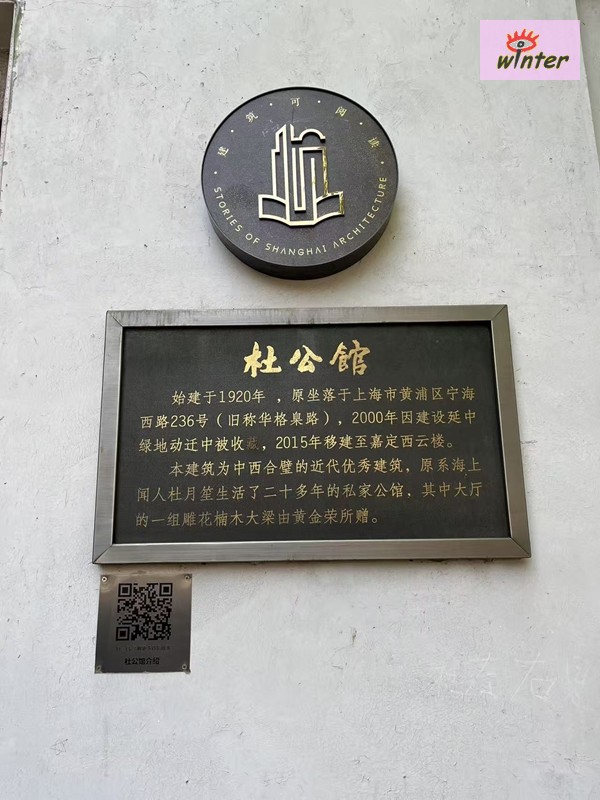 winter
建·筑·可·阅·读
STORIES OF SHANGHAI ARCHITECTURE
杜公館
始建于1920年 ，原坐落于上海市黄浦区宁海
西路236号（旧称华格臬路），2000年因建设延中
绿地动迁中被收藏，2015年移建至嘉定西云楼。
本建筑为中西合璧的近代优秀建筑，原系海上
闻人杜月笙生活了二十多年的私家公馆，其中大厅
的一组雕花楠木大梁由黄金荣所赠。
杜公馆介绍